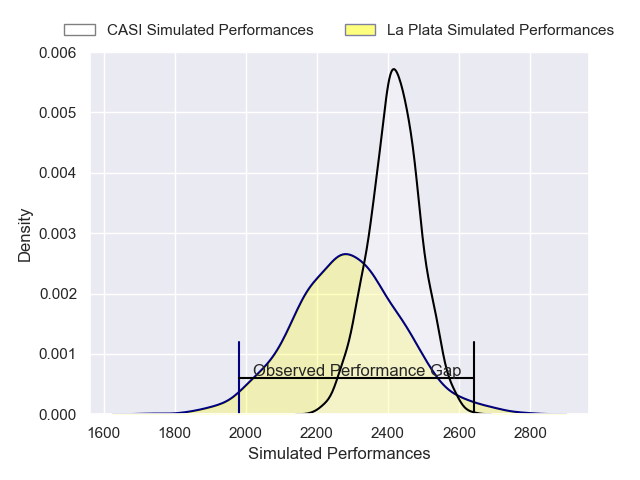 CASI Simulated Performances
La Plata Simulated Performances
0.006
0.005
0.004
0.003
0.002
0.001
0.000
Density
Observed Performance Gap
1600 1800 2000 2200 2400 2600 2800
Simulated Performances